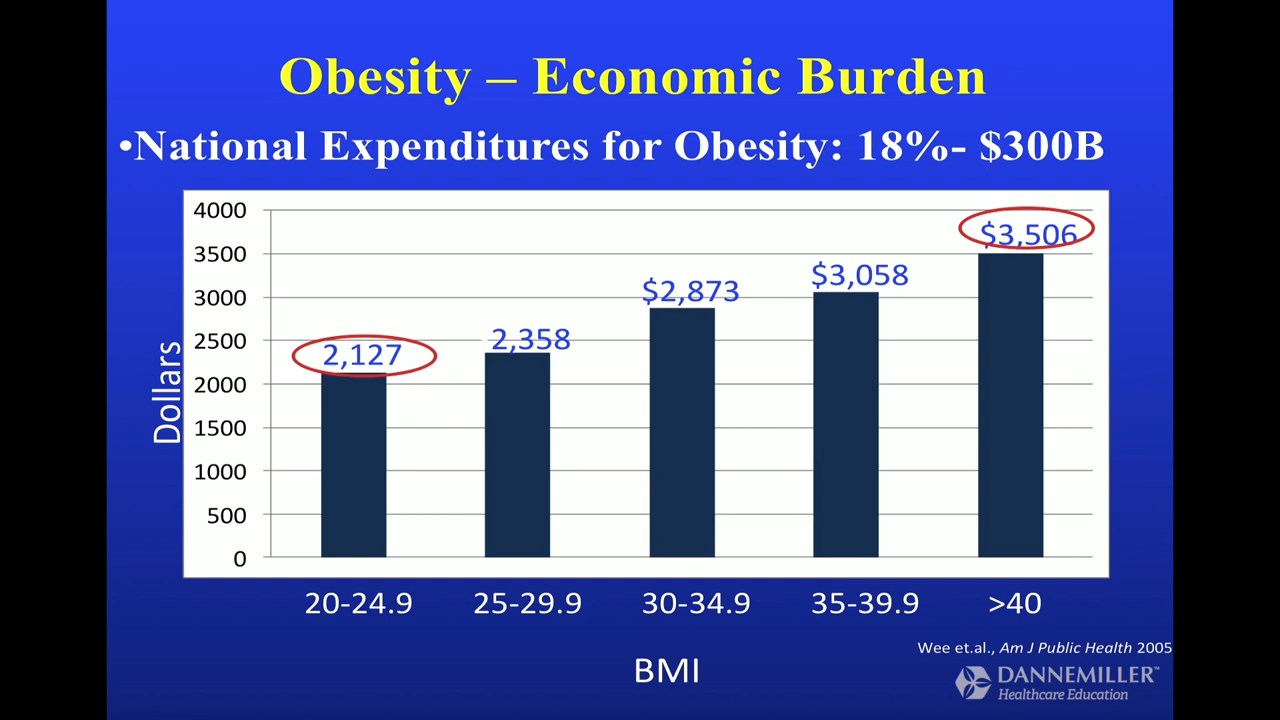 Obesity – Economic Burden
•National Expenditures for Obesity: 18%- $300B
4000
3500
3000
2500
2000
1500
1000
500
0
Dollars
2,127
2,358
$2,873
$3,058
$3,506
20-24.9
25-29.9
30-34.9
35-39.9
>40
BMI
Wee et.al., Am J Public Health 2005
DANNEMILLER™
Healthcare Education